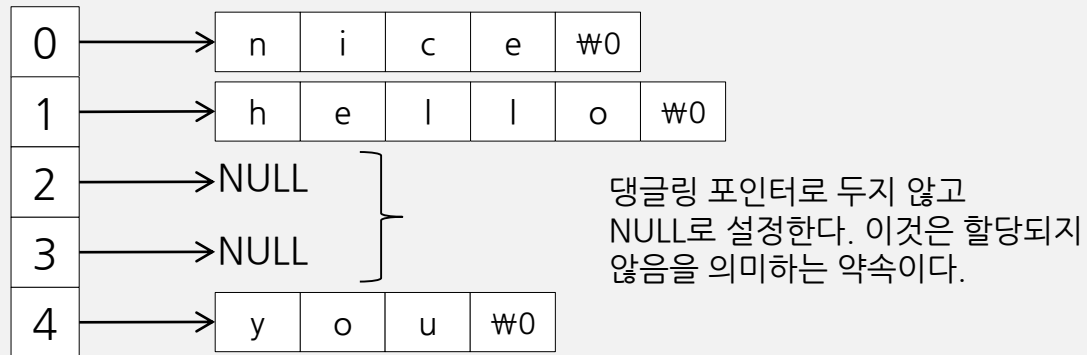 0 n i c e ₩0
1 h e l l o ₩0
2 NULL
3 NULL
댕글링 포인터로 두지 않고
NULL로 설정한다. 이것은 할당되지
않음을 의미하는 약속이다.
4 y o u ₩0